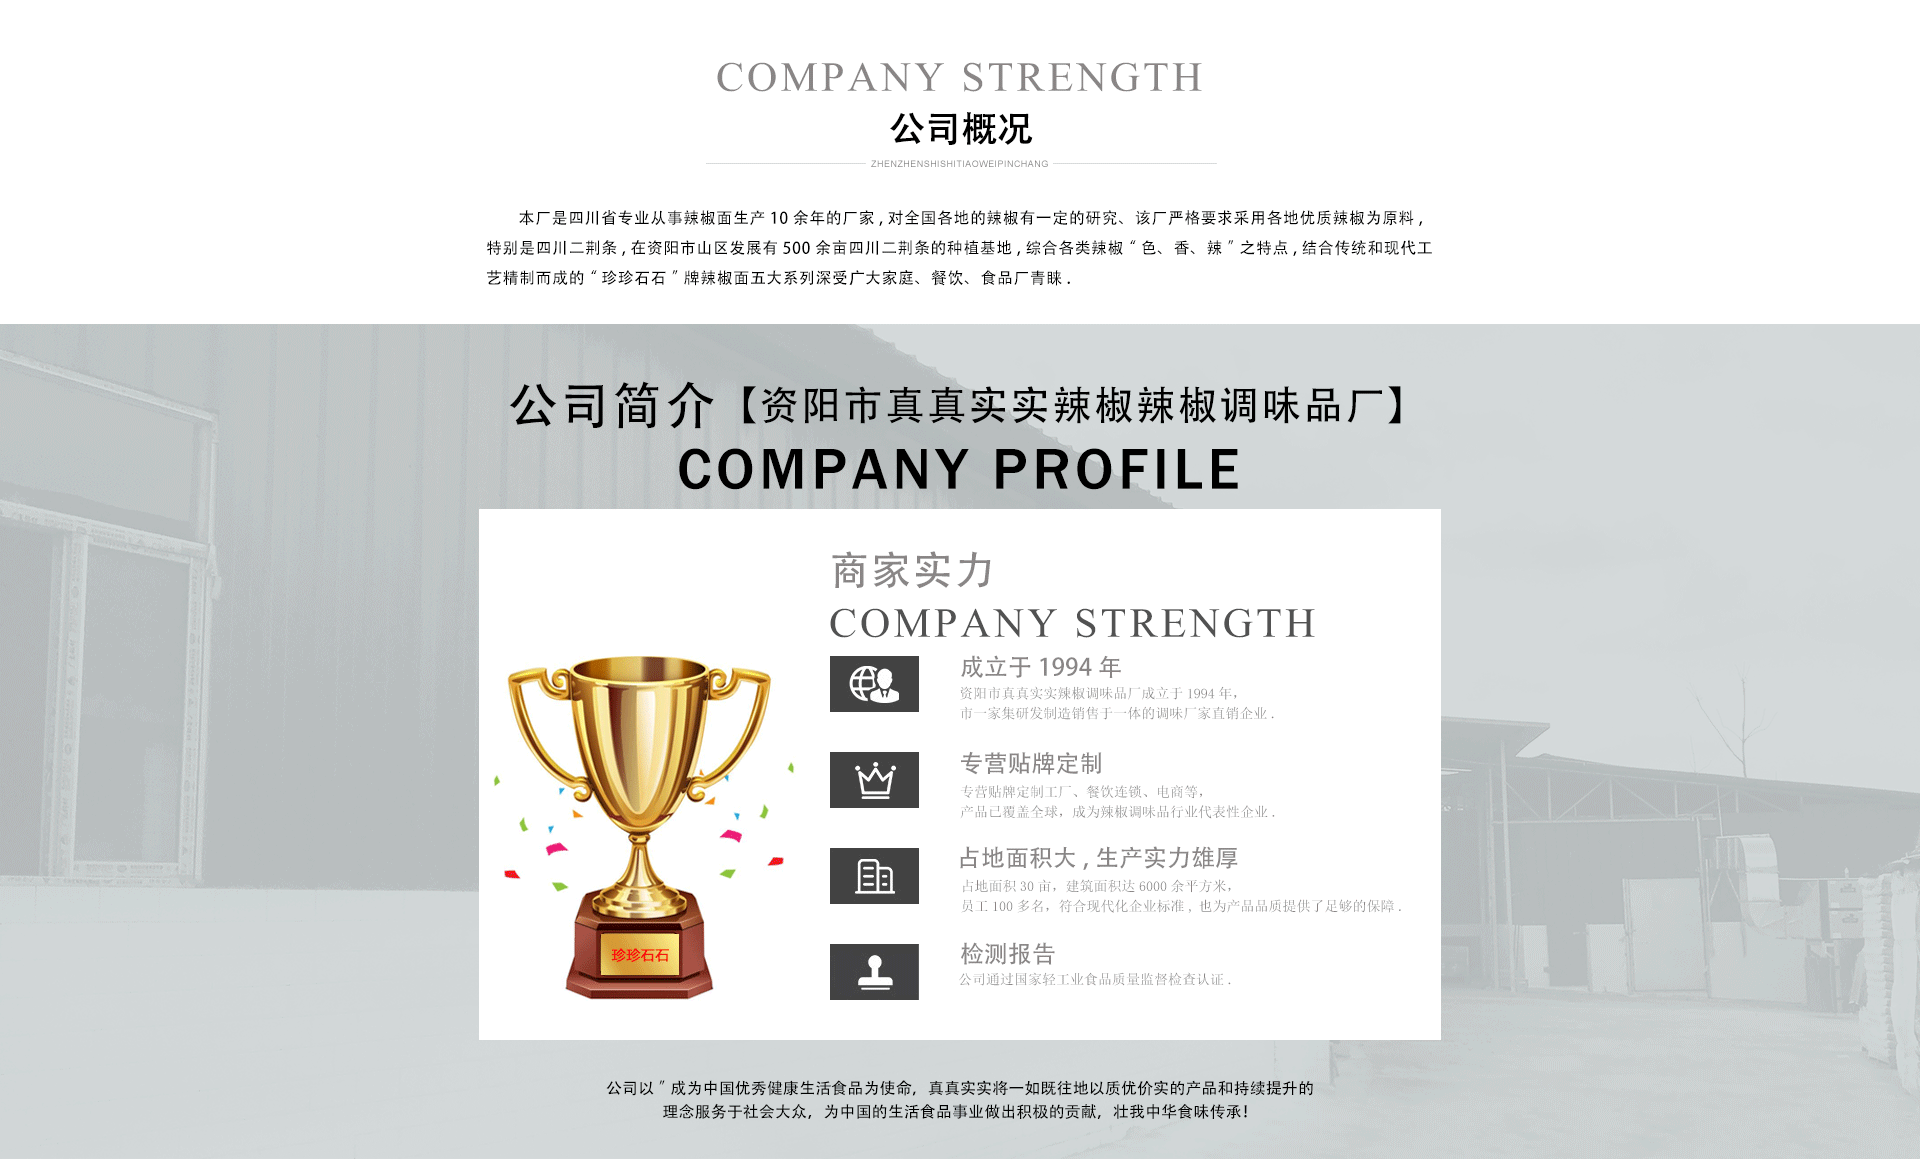 COMPANY STRENGTH
公司概况
ZHENZHENSHISHITIAOWEIPINCHANG
本厂是四川省专业从事辣椒面生产 10 余年的厂家 , 对全国各地的辣椒有一定的研究、该厂严格要求采用各地优质辣椒为原料 ,
特别是四川二荆条 , 在资阳市山区发展有 500 余亩四川二荆条的种植基地 , 综合各类辣椒 “ 色、香、辣 ” 之特点 , 结合传统和现代工
艺精制而成的 “ 珍珍石石 ” 牌辣椒面五大系列深受广大家庭、餐饮、食品厂青睐 .
公司简介【资阳市真真实实辣椒辣椒调味品厂】
COMPANY PROFILE
商家实力
COMPANY STRENGTH
成立于 1994 年
资阳市真真实实辣椒调味品厂成立于 1994 年，
市一家集研发制造销售于一体的调味厂家直销企业 .
专营贴牌定制
专营贴牌定制工厂、餐饮连锁、电商等，
产品已覆盖全球，成为辣椒调味品行业代表性企业 .
占地面积大 , 生产实力雄厚
占地面积 30 亩，建筑面积达 6000 余平方米，
员工 100 多名，符合现代化企业标准 , 也为产品品质提供了足够的保障 .
检测报告
公司通过国家轻工业食品质量监督检查认证 .
珍珍石石
公司以 ” 成为中国优秀健康生活食品为使命，真真实实将一如既往地以质优价实的产品和持续提升的
理念服务于社会大众，为中国的生活食品事业做出积极的贡献，壮我中华食味传承!